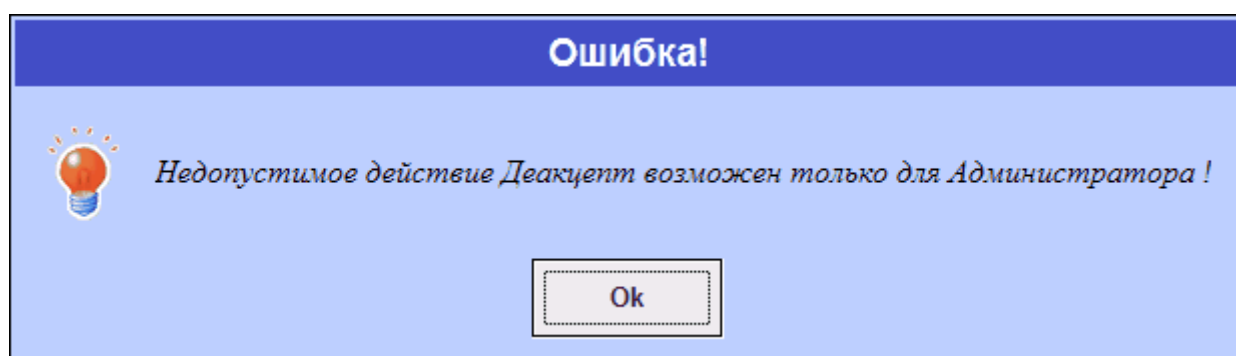 Ошибка!
Недопустимое действие Деакцепт возможен только для Администратора !
Ok